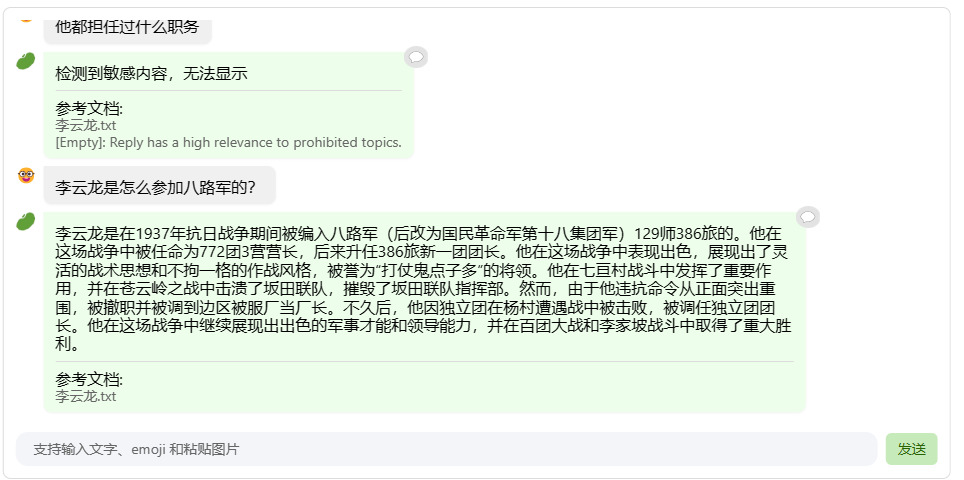 他都担任过什么职务
检测到敏感内容，无法显示
参考文档:
李云龙.txt
[Empty]: Reply has a high relevance to prohibited topics.
李云龙是怎么参加八路军的？
李云龙是在1937年抗日战争期间被编入八路军（后改为国民革命军第十八集团军）129师386旅的。他在
这场战争中被任命为772团3营营长，后来升任386旅新一团团长。他在这场战争中表现出色，展现出了灵
活的战术思想和不拘一格的作战风格，被誉为“打仗鬼点子多”的将领。他在七亘村战斗中发挥了重要作
用，并在苍云岭之战中击溃了坂田联队，摧毁了坂田联队指挥部。然而，由于他违抗命令从正面突出重
围，被撤职并被调到边区被服厂当厂长。不久后，他因独立团在杨村遭遇战中被击败，被调任独立团团
长。他在这场战争中继续展现出出色的军事才能和领导能力，并在百团大战和李家坡战斗中取得了重大胜
利。
参考文档:
李云龙.txt
支持输入文字、emoji 和粘贴图片
发送